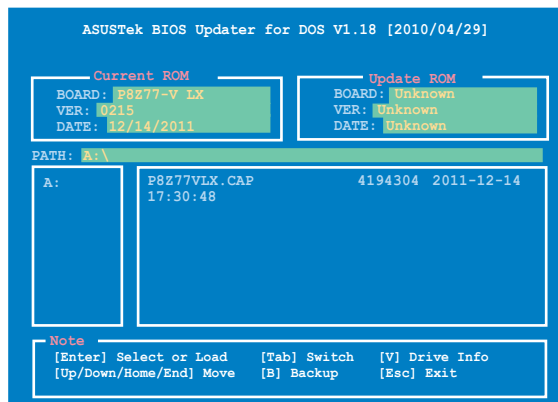 ASUSTek BIOS Updater for DOS V1.18 [2010/04/29]
Current ROM
BOARD: P8Z77-V LX
VER: 0215
DATE: 12/14/2011
Update ROM
BOARD: Unknown
VER: Unknown
DATE: Unknown
PATH: A:\
A:
P8Z77VLX.CAP 4194304 2011-12-14
17:30:48
Note
[Enter] Select or Load [Tab] Switch [V] Drive Info
[Up/Down/Home/End] Move [B] Backup [Esc] Exit